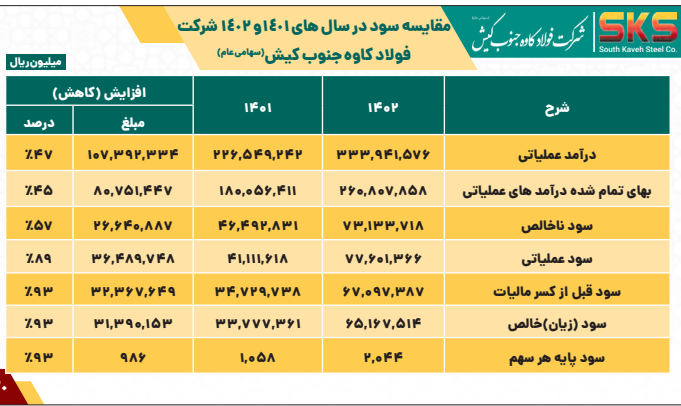 مقایسه سود در سال های ۱۴۰۱ و ۱۴۰۲ شرکت
فولاد کاوه جنوب کیش (سهامی عام)
شرکت فولاد کاوه جنوب کیش
SKS
South Kaveh Steel Co.
میلیون ریال
شرح ۱۴۰۲ ۱۴۰۱ افزایش (کاهش)
مبلغ درصد
درآمد عملیاتی ۳۳۳,۹۴۱,۵۷۶ ۲۲۶,۵۴۹,۲۴۲ ۱۰۷,۳۹۲,۳۳۴ ٪۴۷
بهای تمام شده درآمد های عملیاتی ۲۶۰,۸۰۷,۸۵۸ ۱۸۰,۰۵۶,۴۱۱ ۸۰,۷۵۱,۴۴۷ ٪۴۵
سود ناخالص ۷۳,۱۳۳,۷۱۸ ۴۶,۴۹۲,۸۳۱ ۲۶,۶۴۰,۸۸۷ ٪۵۷
سود عملیاتی ۷۷,۶۰۱,۳۶۶ ۴۱,۱۱۱,۶۱۸ ۳۶,۴۸۹,۷۴۸ ٪۸۹
سود قبل از کسر مالیات ۶۷,۰۹۷,۳۸۷ ۳۴,۷۲۹,۷۳۸ ۳۲,۳۶۷,۶۴۹ ٪۹۳
سود (زیان)خالص ۶۵,۱۶۷,۵۱۴ ۳۳,۷۷۷,۳۶۱ ۳۱,۳۹۰,۱۵۳ ٪۹۳
سود پایه هر سهم ۲,۰۴۴ ۱,۰۵۸ ۹۸۶ ٪۹۳